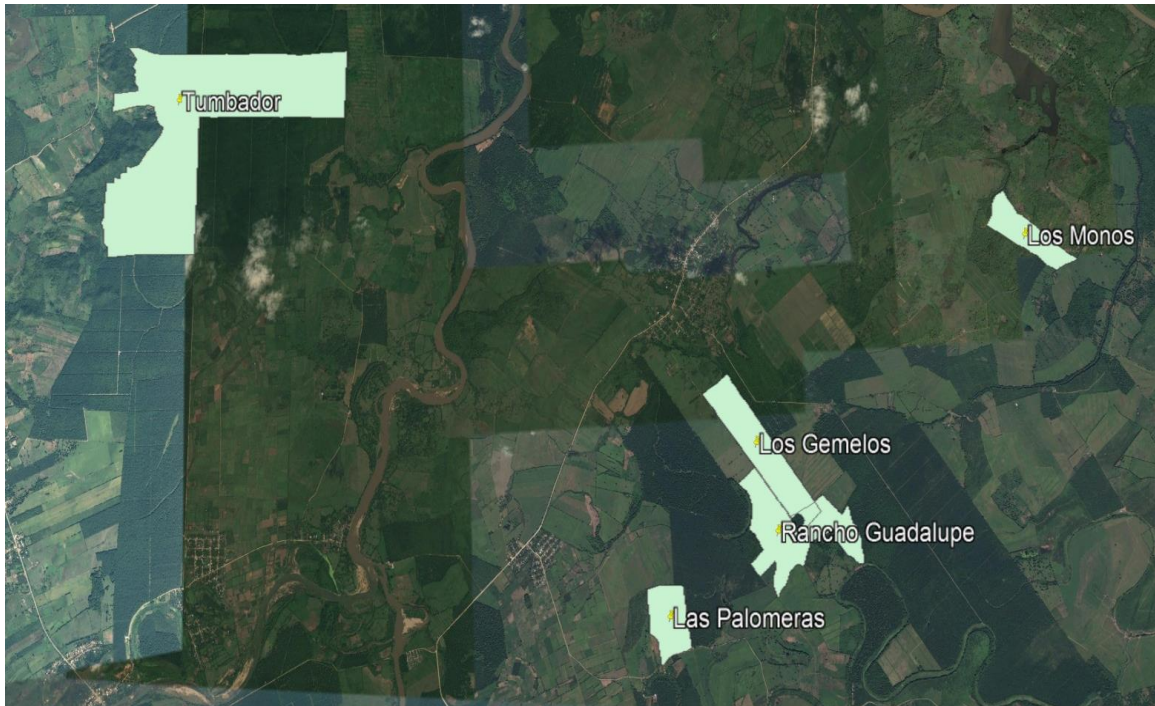 Tumbador
Los Monos
Los Gemelos
Rancho Guadalupe
Las Palomeras